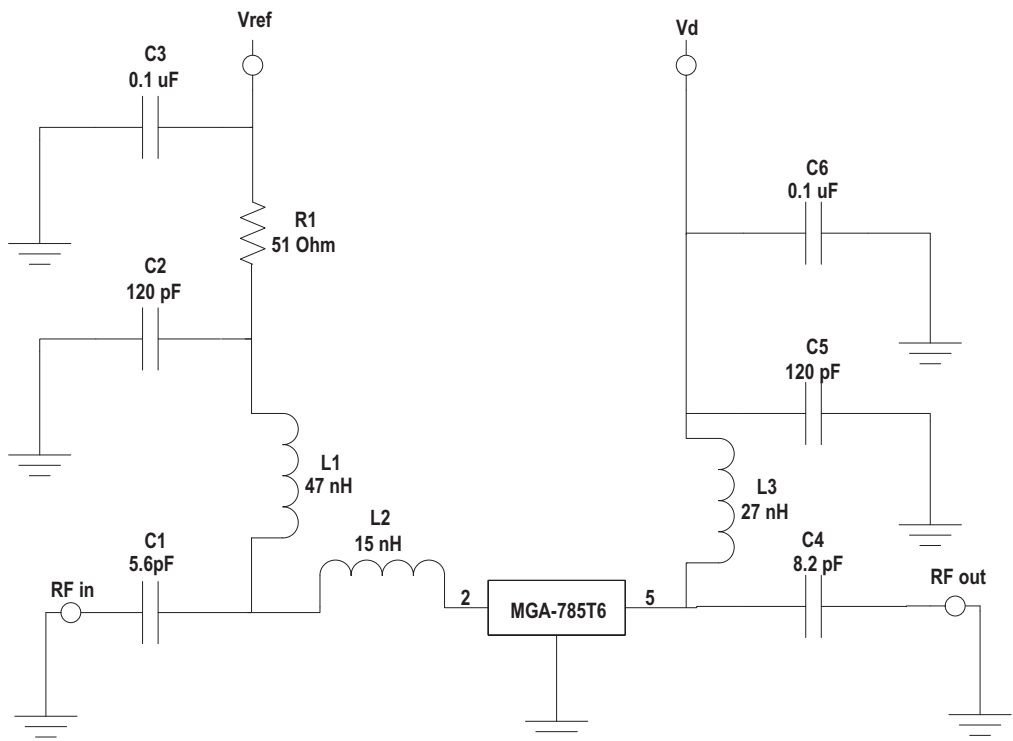 Vref
Vd
C3
0.1 uF
C6
0.1 uF
R1
51 Ohm
C2
120 pF
C5
120 pF
L1
47 nH
L3
27 nH
L2
15 nH
C1
5.6pF
C4
8.2 pF
RF in
RF out
2
MGA-785T6
5